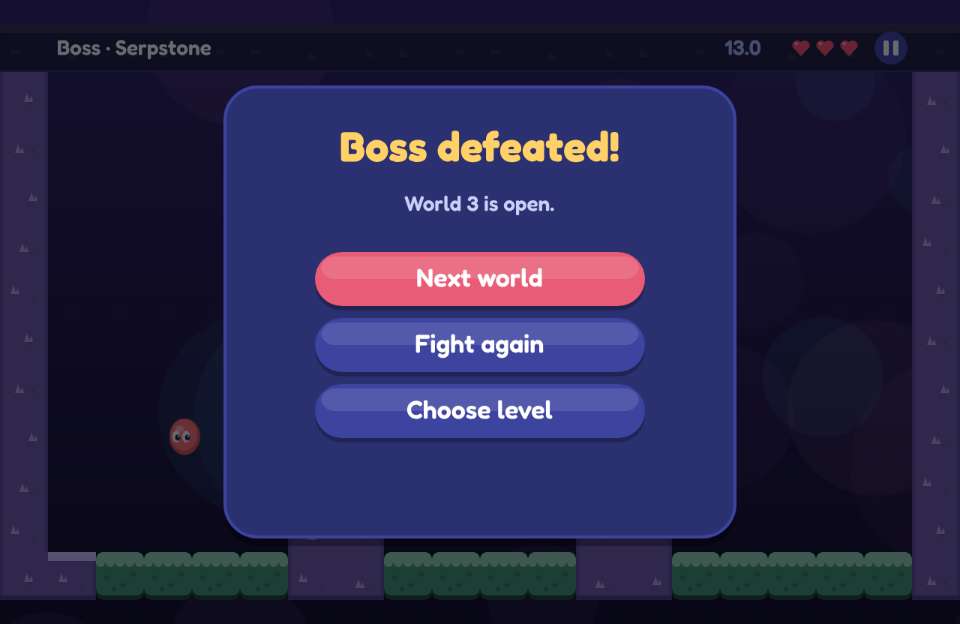 Boss · Serpstone
13.0
Boss defeated!
World 3 is open.
Next world
Fight again
Choose level